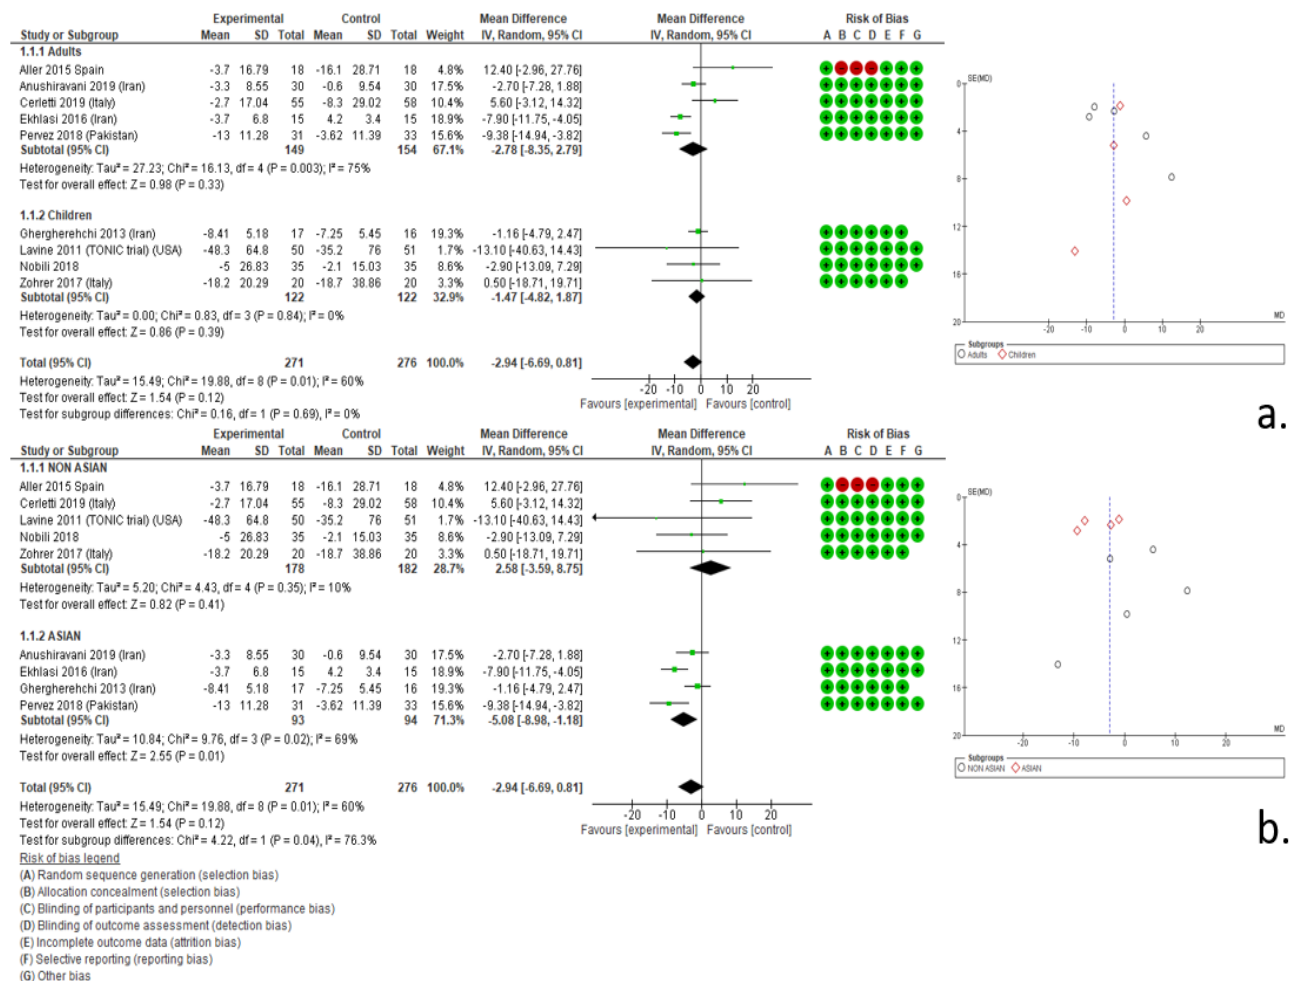 Experimental Control Mean Difference Mean Difference Risk of Bias
Study or Subgroup Mean SD Total Mean SD Total Weight IV, Random, 95% CI IV, Random, 95% CI A B C D E F G
1.1.1 Adults
Aller 2015 Spain -3.7 16.79 18 -16.1 28.71 18 4.8% 12.40 [-2.96, 27.76]
Anushiravani 2019 (Iran) -3.3 8.55 30 -0.6 9.54 30 17.5% -2.70 [-7.28, 1.88]
Cerletti 2019 (Italy) -2.7 17.04 55 -8.3 29.02 58 10.4% 5.60 [-3.12, 14.32]
Ekhlasi 2016 (Iran) -3.7 6.8 15 4.2 3.4 15 18.9% -7.90 [-11.75, -4.05]
Pervez 2018 (Pakistan) -13 11.28 31 -3.62 11.39 33 15.6% -9.38 [-14.94, -3.82]
Subtotal (95% CI) 149 154 67.1% -2.78 [-8.35, 2.79]
Heterogeneity: Tau² = 27.23; Chi² = 16.13, df = 4 (P = 0.003); I² = 75%
Test for overall effect: Z = 0.98 (P = 0.33)
1.1.2 Children
Ghergherehchi 2013 (Iran) -8.41 5.18 17 -7.25 5.45 16 19.3% -1.16 [-4.79, 2.47]
Lavine 2011 (TONIC trial) (USA) -48.3 64.8 50 -35.2 76 51 1.7% -13.10 [-40.63, 14.43]
Nobili 2018 -5 26.83 35 -2.1 15.03 35 8.6% -2.90 [-13.09, 7.29]
Zohrer 2017 (Italy) -18.2 20.29 20 -18.7 38.86 20 3.3% 0.50 [-18.71, 19.71]
Subtotal (95% CI) 122 122 32.9% -1.47 [-4.82, 1.87]
Heterogeneity: Tau² = 0.00; Chi² = 0.83, df = 3 (P = 0.84); I² = 0%
Test for overall effect: Z = 0.86 (P = 0.39)
Total (95% CI) 271 276 100.0% -2.94 [-6.69, 0.81]
Heterogeneity: Tau² = 15.49; Chi² = 19.88, df = 8 (P = 0.01); I² = 60%
Test for overall effect: Z = 1.54 (P = 0.12)
Test for subgroup differences: Chi² = 0.16, df = 1 (P = 0.69), I² = 0%
-20 -10 0 10 20
Favours [experimental] Favours [control]
SE(MD)
0
4
8
12
16
20
-20 -10 0 10 20
MD
Subgroups
Adults Children
a.
Experimental Control Mean Difference Mean Difference Risk of Bias
Study or Subgroup Mean SD Total Mean SD Total Weight IV, Random, 95% CI IV, Random, 95% CI A B C D E F G
1.1.1 NON ASIAN
Aller 2015 Spain -3.7 16.79 18 -16.1 28.71 18 4.8% 12.40 [-2.96, 27.76]
Cerletti 2019 (Italy) -2.7 17.04 55 -8.3 29.02 58 10.4% 5.60 [-3.12, 14.32]
Lavine 2011 (TONIC trial) (USA) -48.3 64.8 50 -35.2 76 51 1.7% -13.10 [-40.63, 14.43]
Nobili 2018 -5 26.83 35 -2.1 15.03 35 8.6% -2.90 [-13.09, 7.29]
Zohrer 2017 (Italy) -18.2 20.29 20 -18.7 38.86 20 3.3% 0.50 [-18.71, 19.71]
Subtotal (95% CI) 178 182 28.7% 2.58 [-3.59, 8.75]
Heterogeneity: Tau² = 5.20; Chi² = 4.43, df = 4 (P = 0.35); I² = 10%
Test for overall effect: Z = 0.82 (P = 0.41)
1.1.2 ASIAN
Anushiravani 2019 (Iran) -3.3 8.55 30 -0.6 9.54 30 17.5% -2.70 [-7.28, 1.88]
Ekhlasi 2016 (Iran) -3.7 6.8 15 4.2 3.4 15 18.9% -7.90 [-11.75, -4.05]
Ghergherehchi 2013 (Iran) -8.41 5.18 17 -7.25 5.45 16 19.3% -1.16 [-4.79, 2.47]
Pervez 2018 (Pakistan) -13 11.28 31 -3.62 11.39 33 15.6% -9.38 [-14.94, -3.82]
Subtotal (95% CI) 93 94 71.3% -5.08 [-8.98, -1.18]
Heterogeneity: Tau² = 10.84; Chi² = 9.76, df = 3 (P = 0.02); I² = 69%
Test for overall effect: Z = 2.55 (P = 0.01)
Total (95% CI) 271 276 100.0% -2.94 [-6.69, 0.81]
Heterogeneity: Tau² = 15.49; Chi² = 19.88, df = 8 (P = 0.01); I² = 60%
Test for overall effect: Z = 1.54 (P = 0.12)
Test for subgroup differences: Chi² = 4.22, df = 1 (P = 0.04), I² = 76.3%
-20 -10 0 10 20
Favours [experimental] Favours [control]
SE(MD)
0
4
8
12
16
20
-20 -10 0 10 20
MD
Subgroups
NON ASIAN ASIAN
b.
Risk of bias legend
(A) Random sequence generation (selection bias)
(B) Allocation concealment (selection bias)
(C) Blinding of participants and personnel (performance bias)
(D) Blinding of outcome assessment (detection bias)
(E) Incomplete outcome data (attrition bias)
(F) Selective reporting (reporting bias)
(G) Other bias